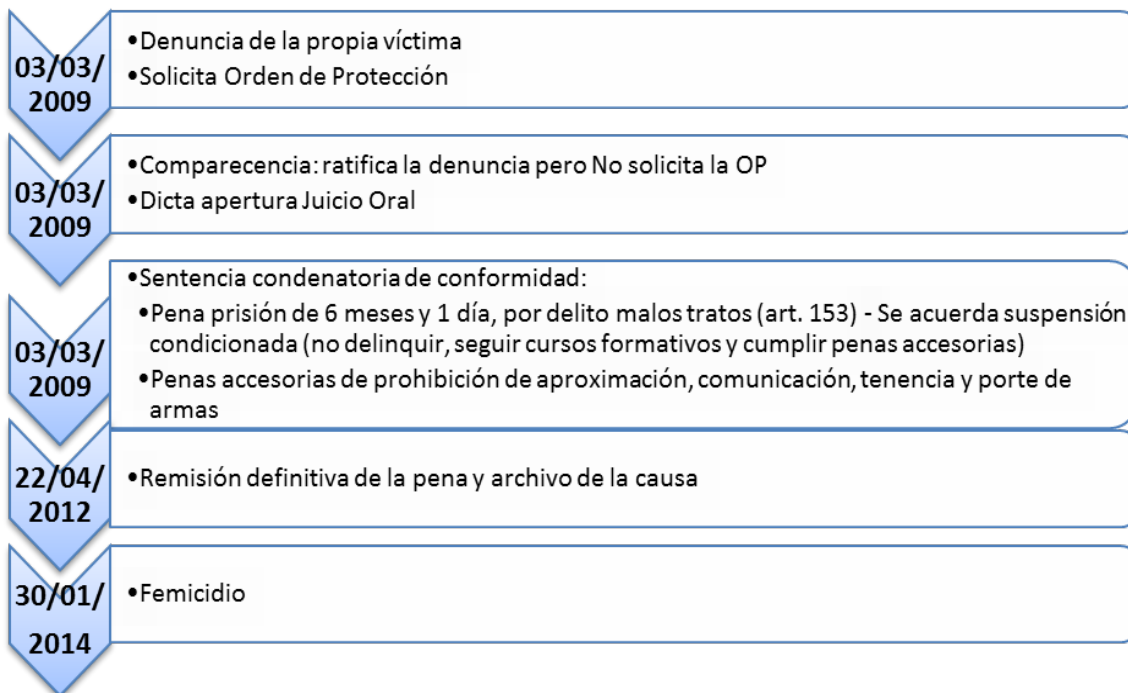 03/03/
2009
•Denuncia de la propia víctima
•Solicita Orden de Protección
03/03/
2009
•Comparecencia: ratifica la denuncia pero No solicita la OP
•Dicta apertura Juicio Oral
03/03/
2009
•Sentencia condenatoria de conformidad:
•Pena prisión de 6 meses y 1 día, por delito malos tratos (art. 153) - Se acuerda suspensión
condicionada (no delinquir, seguir cursos formativos y cumplir penas accesorias)
•Penas accesorias de prohibición de aproximación, comunicación, tenencia y porte de
armas
22/04/
2012
•Remisión definitiva de la pena y archivo de la causa
30/01/
2014
•Femicidio